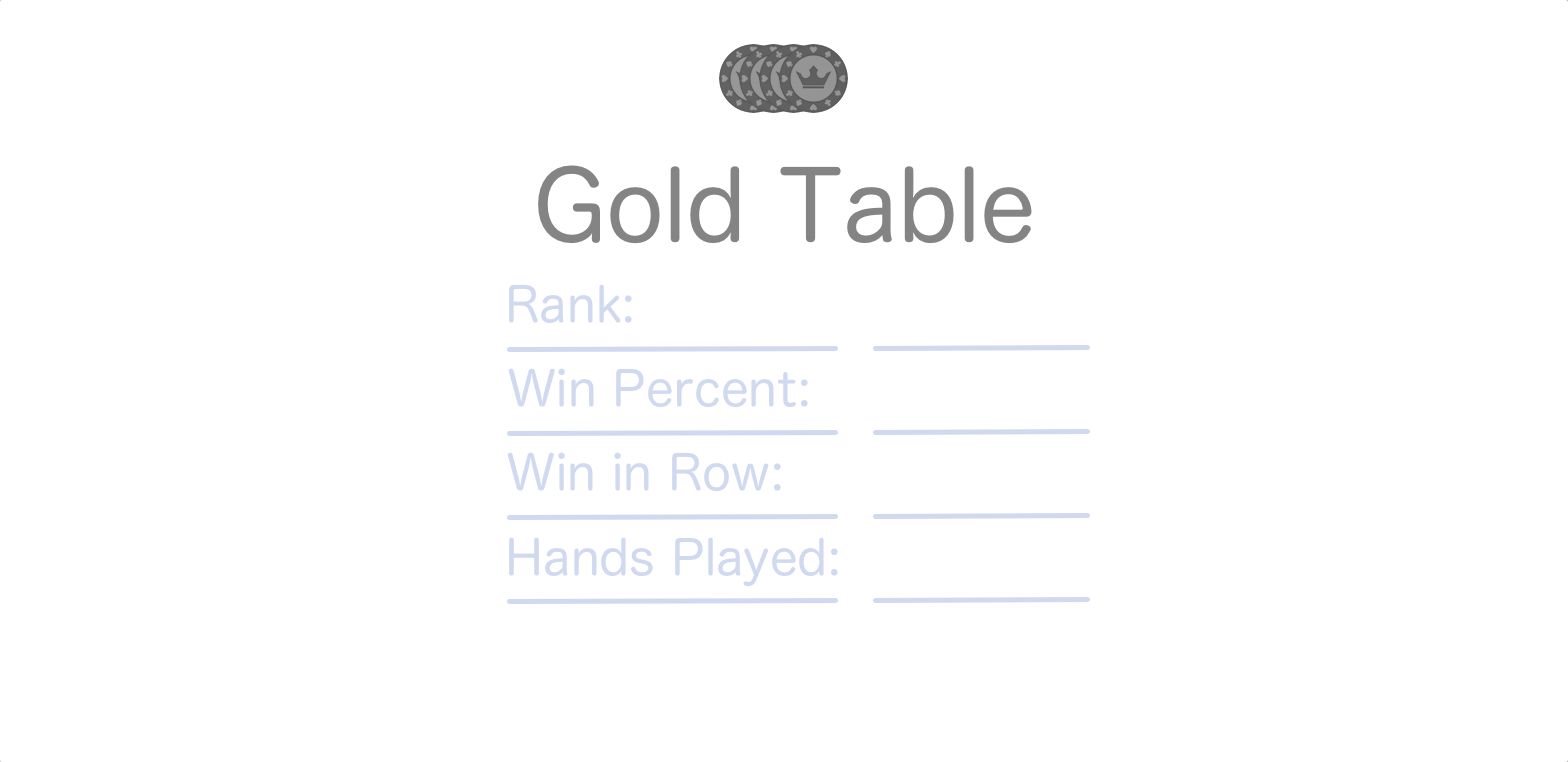 Gold Table
Rank:
Win Percent:
Win in Row:
Hands Played: